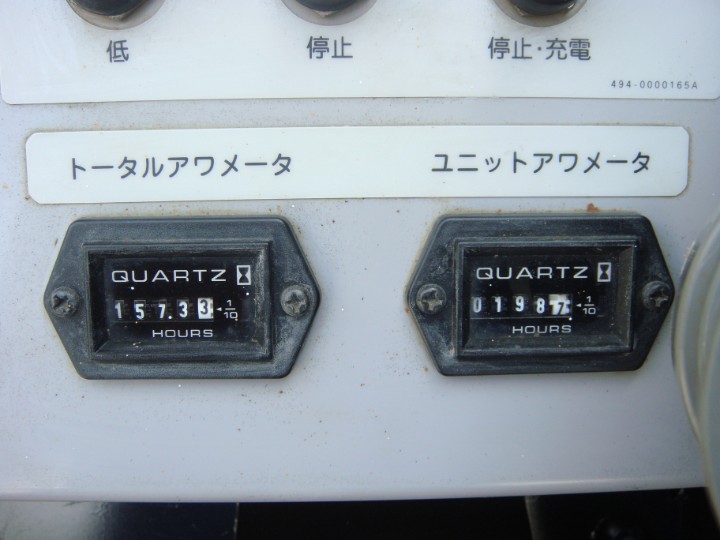 低
停止
停止・充電
494-0000165A
トータルアワメータ
ユニットアワメータ
QUARTZ
1 5 7 3 3 1/10
HOURS
QUARTZ
0 1 9 8 7 1/10
HOURS